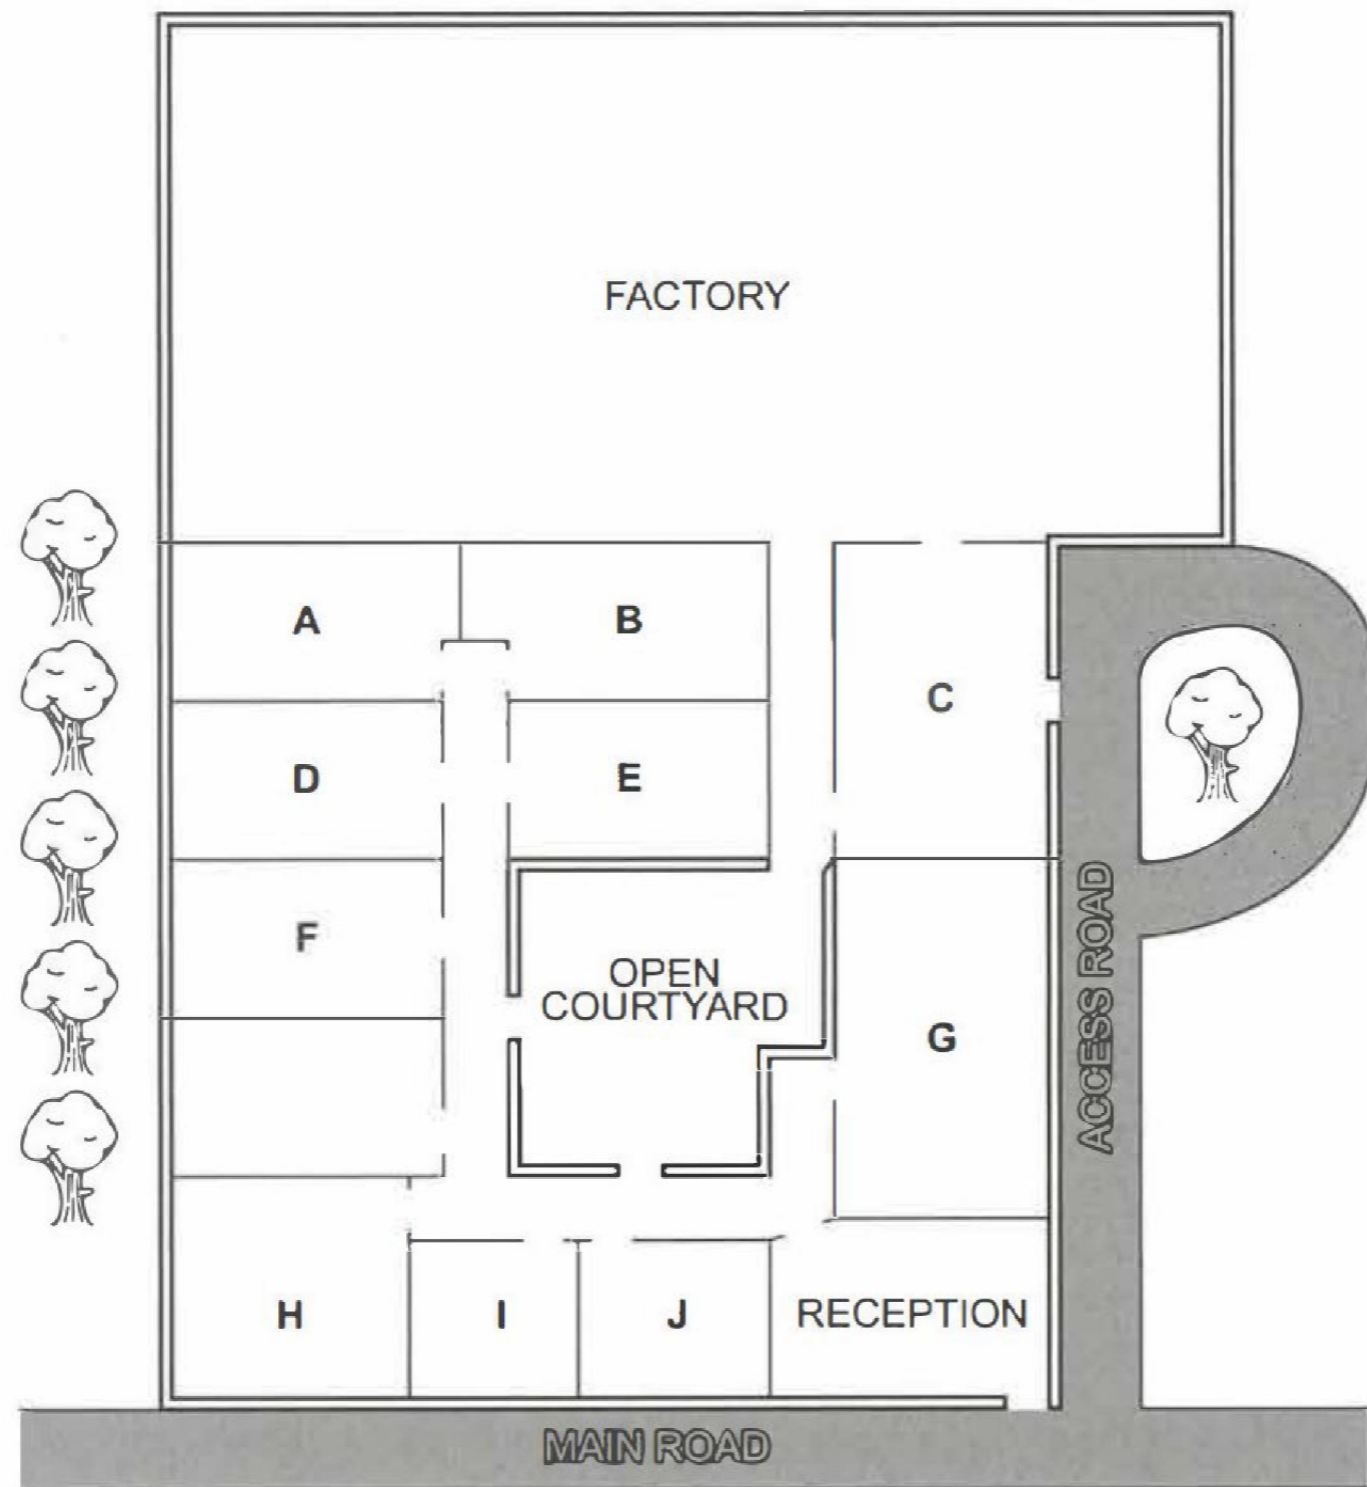 FACTORY
A
B
C
D
E
F
OPEN
COURTYARD
G
ACCESS ROAD
H
I
J
RECEPTION
MAIN ROAD